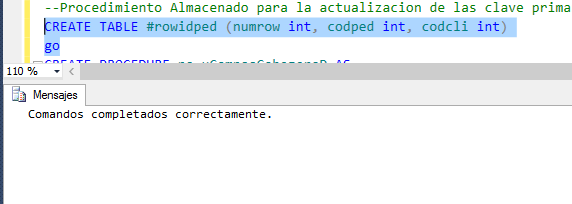 --Procedimiento Almacenado para la actualizacion de las clave prima
CREATE TABLE #rowidped (numrow int, codped int, codcli int)
go
110 %
Mensajes
Comandos completados correctamente.